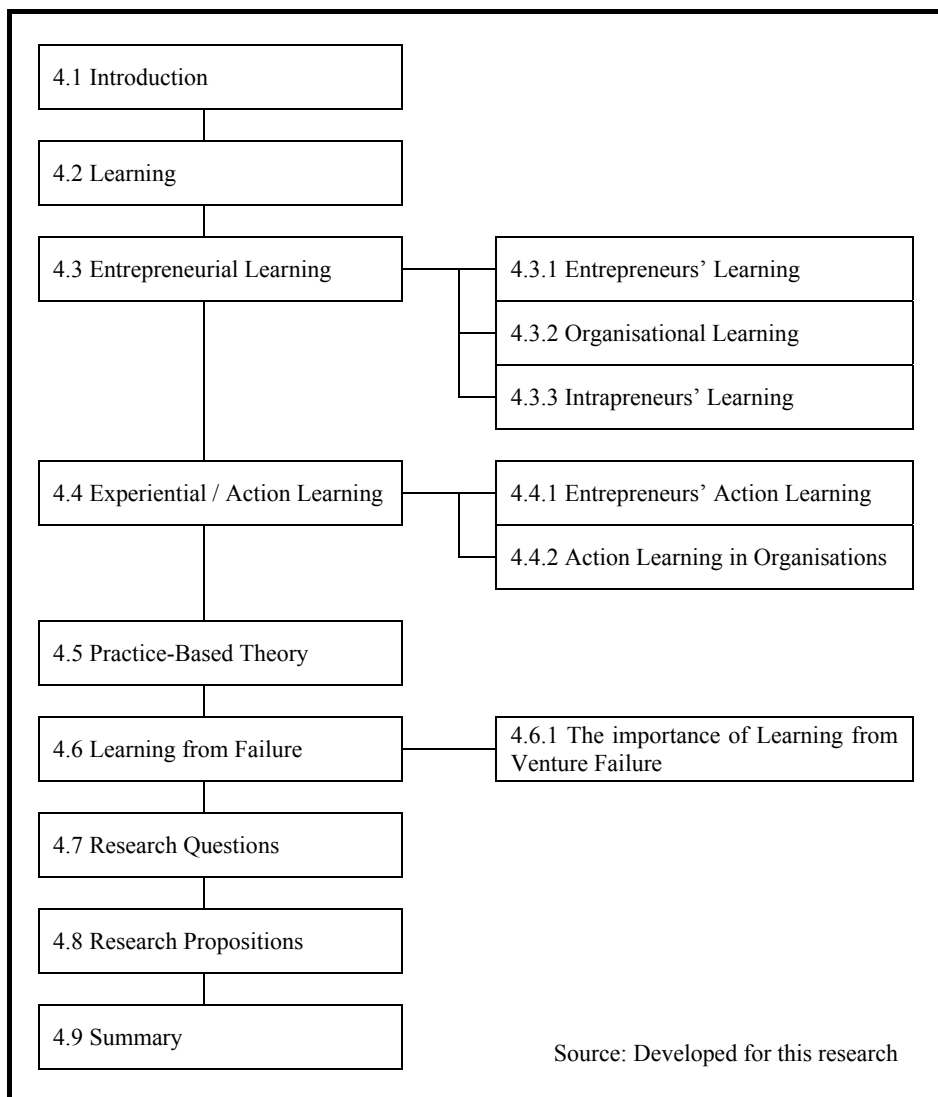 4.1 Introduction
4.2 Learning
4.3 Entrepreneurial Learning
4.3.1 Entrepreneurs’ Learning
4.3.2 Organisational Learning
4.3.3 Intrapreneurs’ Learning
4.4 Experiential / Action Learning
4.4.1 Entrepreneurs’ Action Learning
4.4.2 Action Learning in Organisations
4.5 Practice-Based Theory
4.6 Learning from Failure
4.6.1 The importance of Learning from
Venture Failure
4.7 Research Questions
4.8 Research Propositions
4.9 Summary
Source: Developed for this research